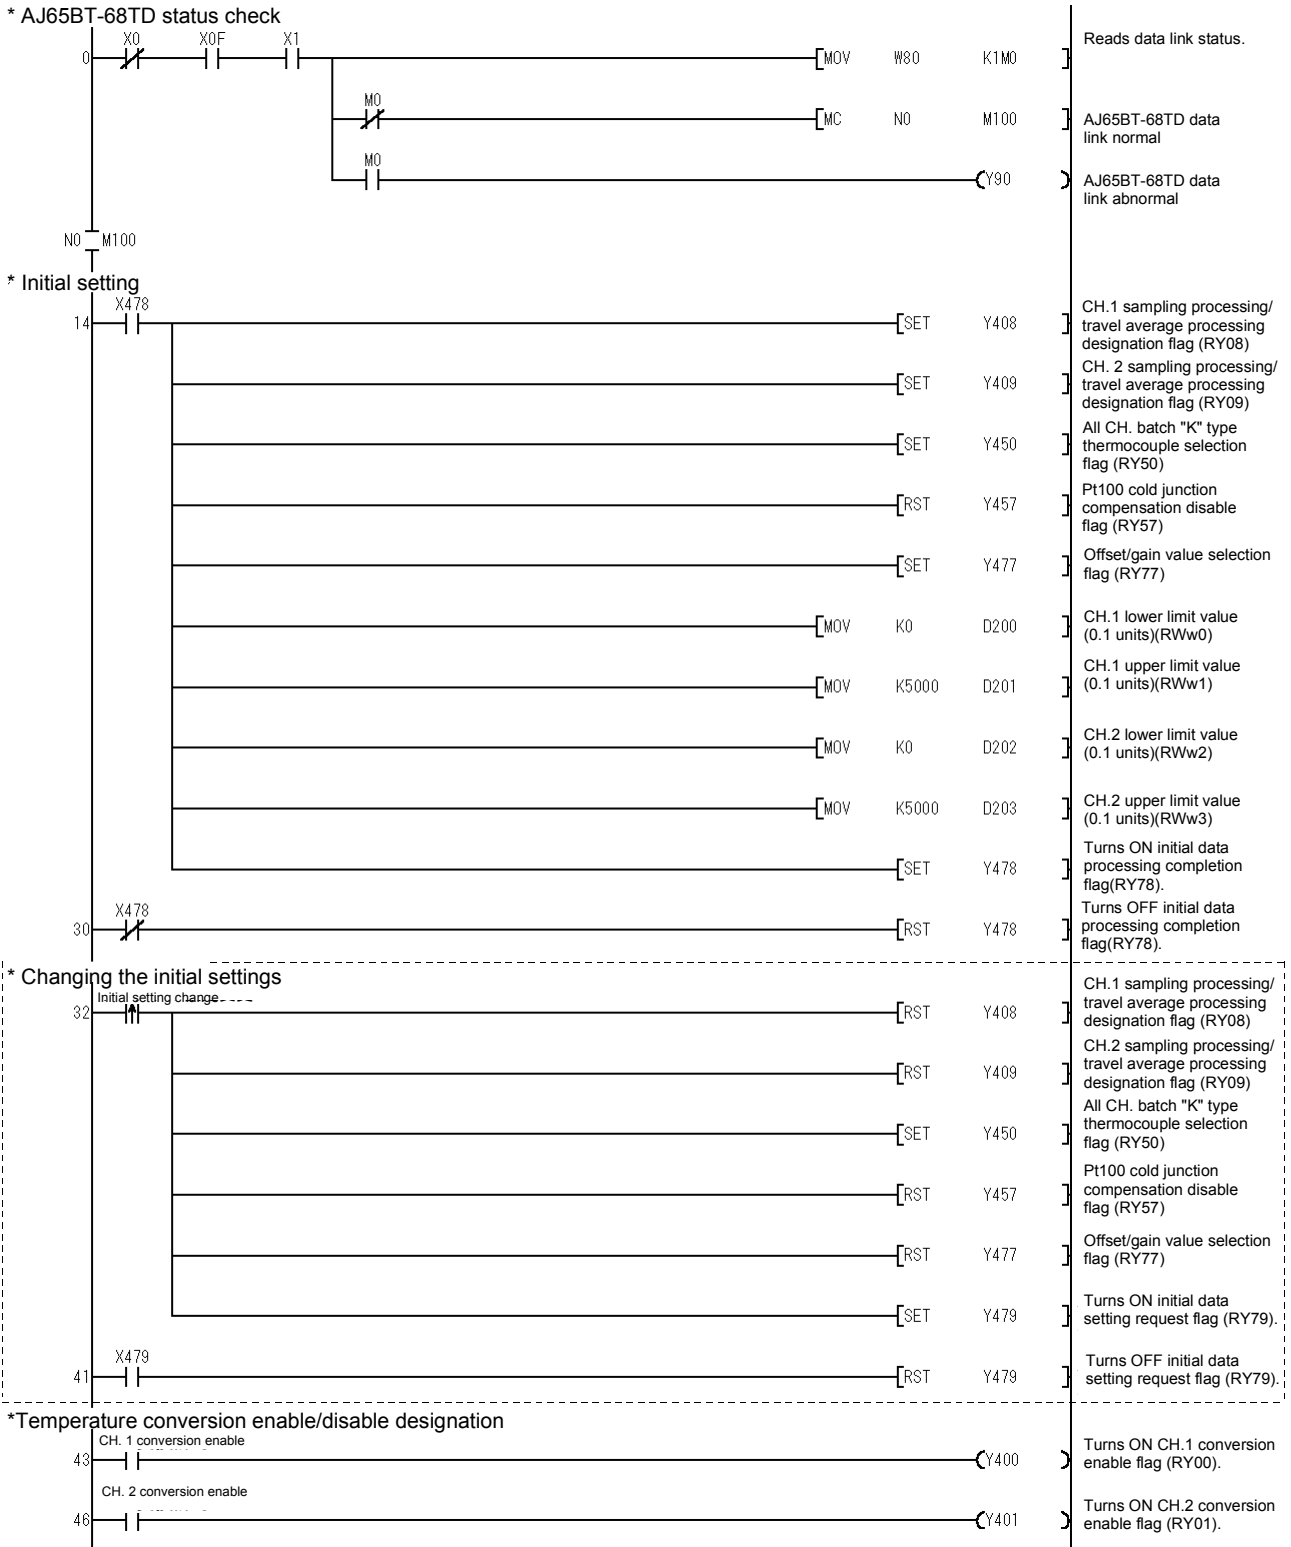 * AJ65BT-68TD status check
X0 X0F X1
0 MOV W80 K1M0 Reads data link status.
M0
MC N0 M100 AJ65BT-68TD data
link normal
M0
Y90 AJ65BT-68TD data
link abnormal
N0 M100
* Initial setting
X478
14 SET Y408 CH.1 sampling processing/
travel average processing
designation flag (RY08)
SET Y409 CH. 2 sampling processing/
travel average processing
designation flag (RY09)
SET Y450 All CH. batch "K" type
thermocouple selection
flag (RY50)
RST Y457 Pt100 cold junction
compensation disable
flag (RY57)
SET Y477 Offset/gain value selection
flag (RY77)
MOV K0 D200 CH.1 lower limit value
(0.1 units)(RWw0)
MOV K5000 D201 CH.1 upper limit value
(0.1 units)(RWw1)
MOV K0 D202 CH.2 lower limit value
(0.1 units)(RWw2)
MOV K5000 D203 CH.2 upper limit value
(0.1 units)(RWw3)
SET Y478 Turns ON initial data
processing completion
flag(RY78).
X478
30 RST Y478 Turns OFF initial data
processing completion
flag(RY78).
* Changing the initial settings
Initial setting change
32 RST Y408 CH.1 sampling processing/
travel average processing
designation flag (RY08)
RST Y409 CH.2 sampling processing/
travel average processing
designation flag (RY09)
SET Y450 All CH. batch "K" type
thermocouple selection
flag (RY50)
RST Y457 Pt100 cold junction
compensation disable
flag (RY57)
RST Y477 Offset/gain value selection
flag (RY77)
SET Y479 Turns ON initial data
setting request flag (RY79).
X479
41 RST Y479 Turns OFF initial data
setting request flag (RY79).
*Temperature conversion enable/disable designation
CH. 1 conversion enable
43 Y400 Turns ON CH.1 conversion
enable flag (RY00).
CH. 2 conversion enable
46 Y401 Turns ON CH.2 conversion
enable flag (RY01).